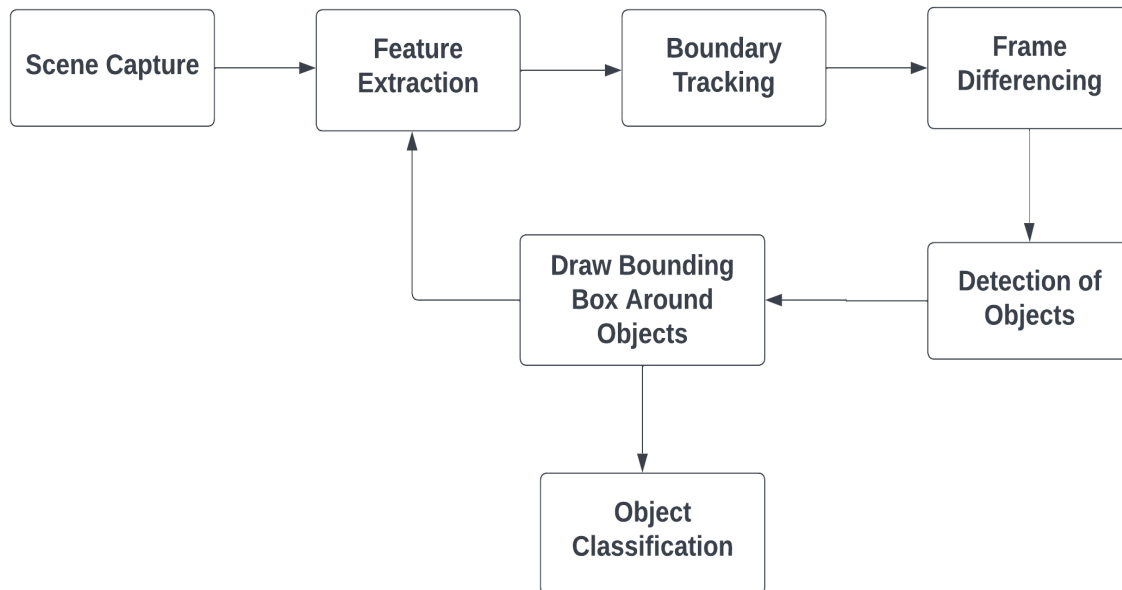 Scene Capture
Feature
Extraction
Boundary
Tracking
Frame
Differencing
Draw Bounding
Box Around
Objects
Detection of
Objects
Object
Classification